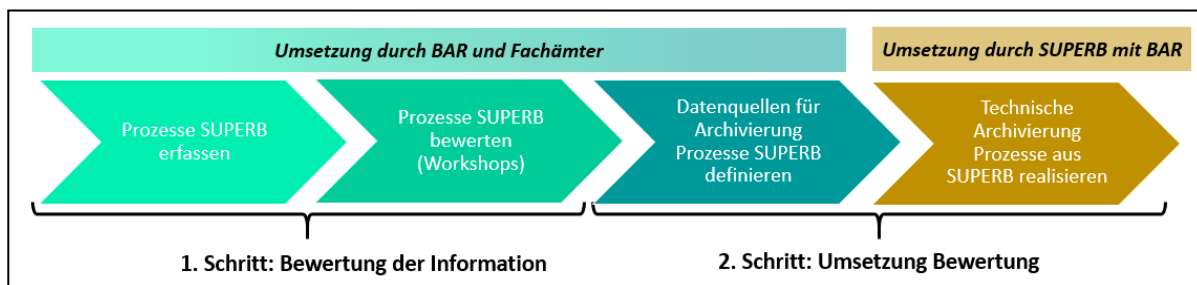 Umsetzung durch BAR und Fachämter
Umsetzung durch SUPERB mit BAR
Prozesse SUPERB
erfassen
Prozesse SUPERB
bewerten
(Workshops)
Datenquellen für
Archivierung
Prozesse SUPERB
definieren
Technische
Archivierung
Prozesse aus
SUPERB realisieren
1. Schritt: Bewertung der Information
2. Schritt: Umsetzung Bewertung